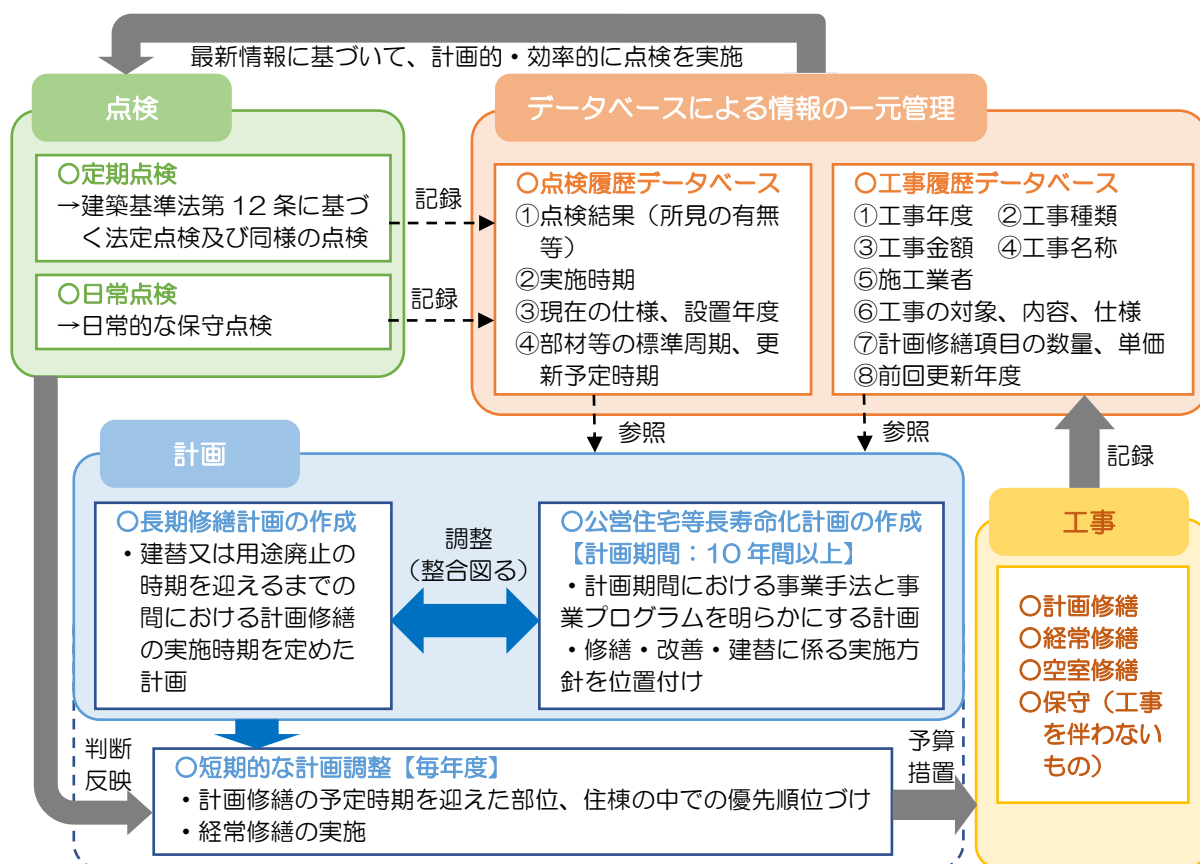 最新情報に基づいて、計画的・効率的に点検を実施
点検
〇定期点検
→建築基準法第 12 条に基づ
く法定点検及び同様の点検
〇日常点検
→日常的な保守点検
記録
記録
データベースによる情報の一元管理
〇点検履歴データベース
①点検結果（所見の有無
等）
②実施時期
③現在の仕様、設置年度
④部材等の標準周期、更
新予定時期
〇工事履歴データベース
①工事年度　②工事種類
③工事金額　④工事名称
⑤施工業者
⑥工事の対象、内容、仕様
⑦計画修繕項目の数量、単価
⑧前回更新年度
参照
参照
記録
計画
〇長期修繕計画の作成
・建替又は用途廃止の
時期を迎えるまでの
間における計画修繕
の実施時期を定めた
計画
調整
（整合図る）
〇公営住宅等長寿命化計画の作成
【計画期間：10 年間以上】
・計画期間における事業手法と事
業プログラムを明らかにする計画
・修繕・改善・建替に係る実施方
針を位置付け
判断
反映
〇短期的な計画調整【毎年度】
・計画修繕の予定時期を迎えた部位、住棟の中での優先順位づけ
・経常修繕の実施
予算
措置
工事
〇計画修繕
〇経常修繕
〇空室修繕
〇保守（工事
を伴わない
もの）